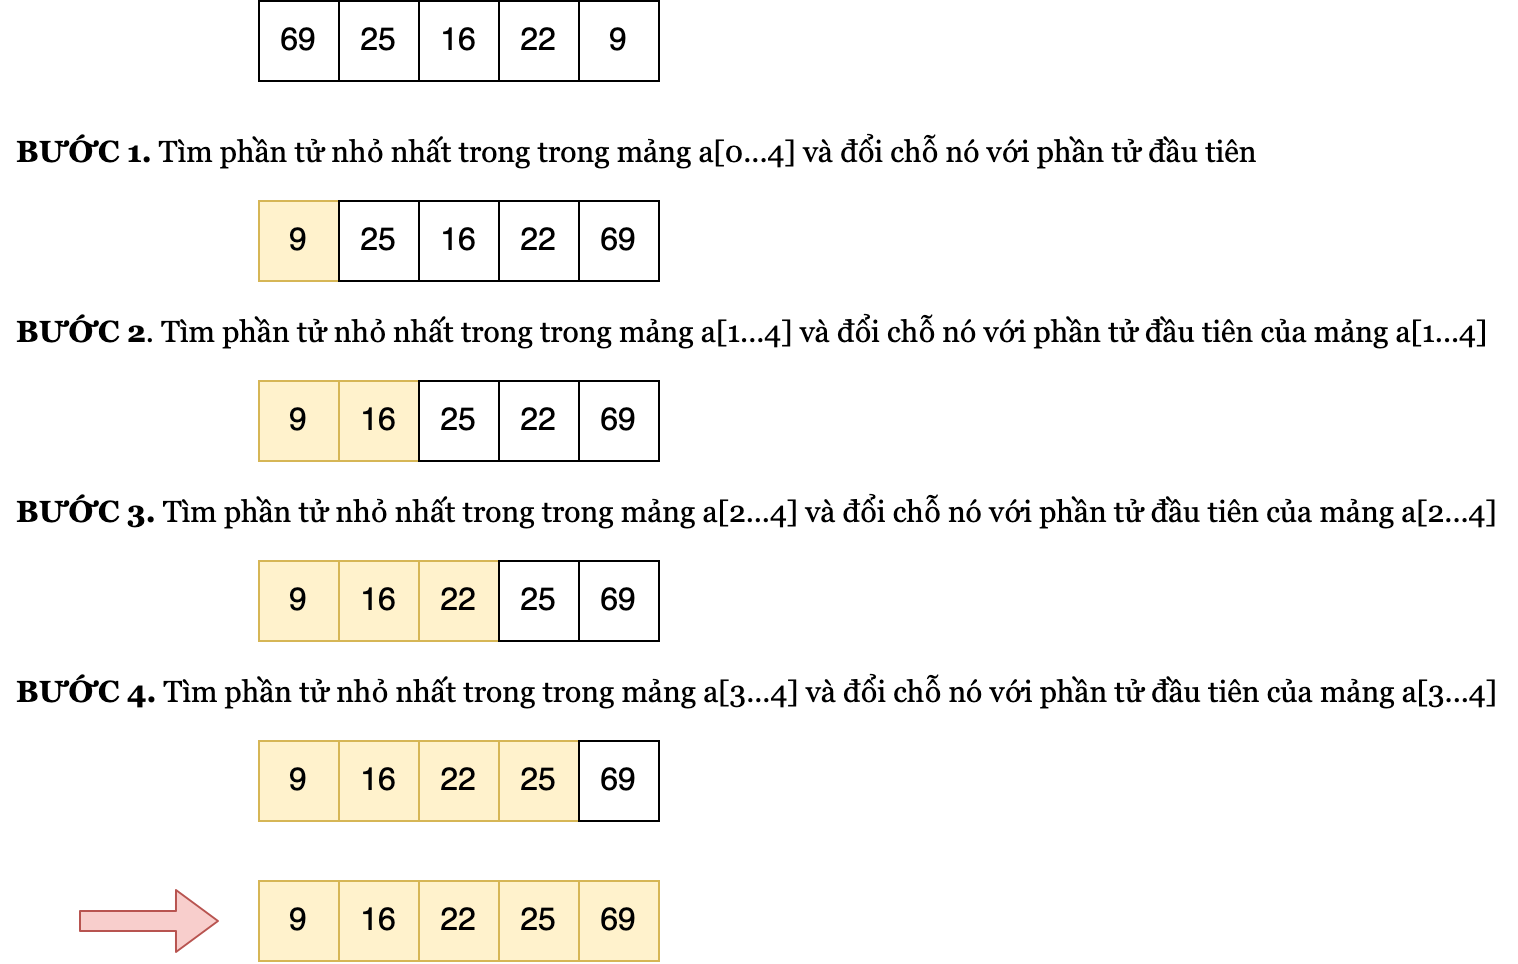 69 25 16 22 9
BƯỚC 1. Tìm phần tử nhỏ nhất trong trong mảng a[0...4] và đổi chỗ nó với phần tử đầu tiên
9 25 16 22 69
BƯỚC 2. Tìm phần tử nhỏ nhất trong trong mảng a[1...4] và đổi chỗ nó với phần tử đầu tiên của mảng a[1...4]
9 16 25 22 69
BƯỚC 3. Tìm phần tử nhỏ nhất trong trong mảng a[2...4] và đổi chỗ nó với phần tử đầu tiên của mảng a[2...4]
9 16 22 25 69
BƯỚC 4. Tìm phần tử nhỏ nhất trong trong mảng a[3...4] và đổi chỗ nó với phần tử đầu tiên của mảng a[3...4]
9 16 22 25 69
9 16 22 25 69